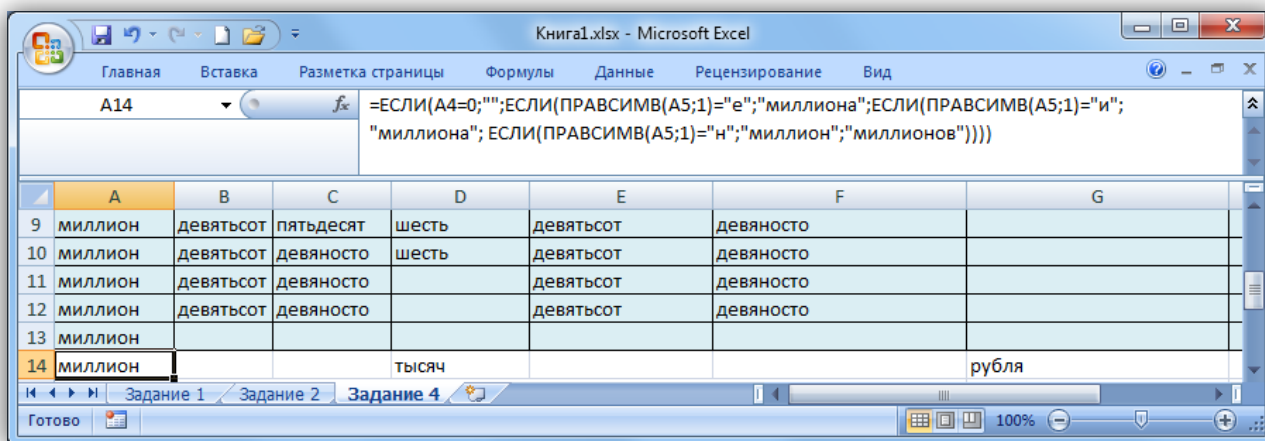 Книга1.xlsx - Microsoft Excel
Главная Вставка Разметка страницы Формулы Данные Рецензирование Вид
A14 fx =ЕСЛИ(A4=0;"";ЕСЛИ(ПРАВСИМВ(A5;1)="е";"миллиона";ЕСЛИ(ПРАВСИМВ(A5;1)="и";
"миллиона"; ЕСЛИ(ПРАВСИМВ(A5;1)="н";"миллион";"миллионов"))))
A B C D E F G
9 миллион девятьсот пятьдесят шесть девятьсот девяносто
10 миллион девятьсот девяносто шесть девятьсот девяносто
11 миллион девятьсот девяносто девятьсот девяносто
12 миллион девятьсот девяносто девятьсот девяносто
13 миллион
14 миллион тысяч рубля
Задание 1 Задание 2 Задание 4
Готово 100%